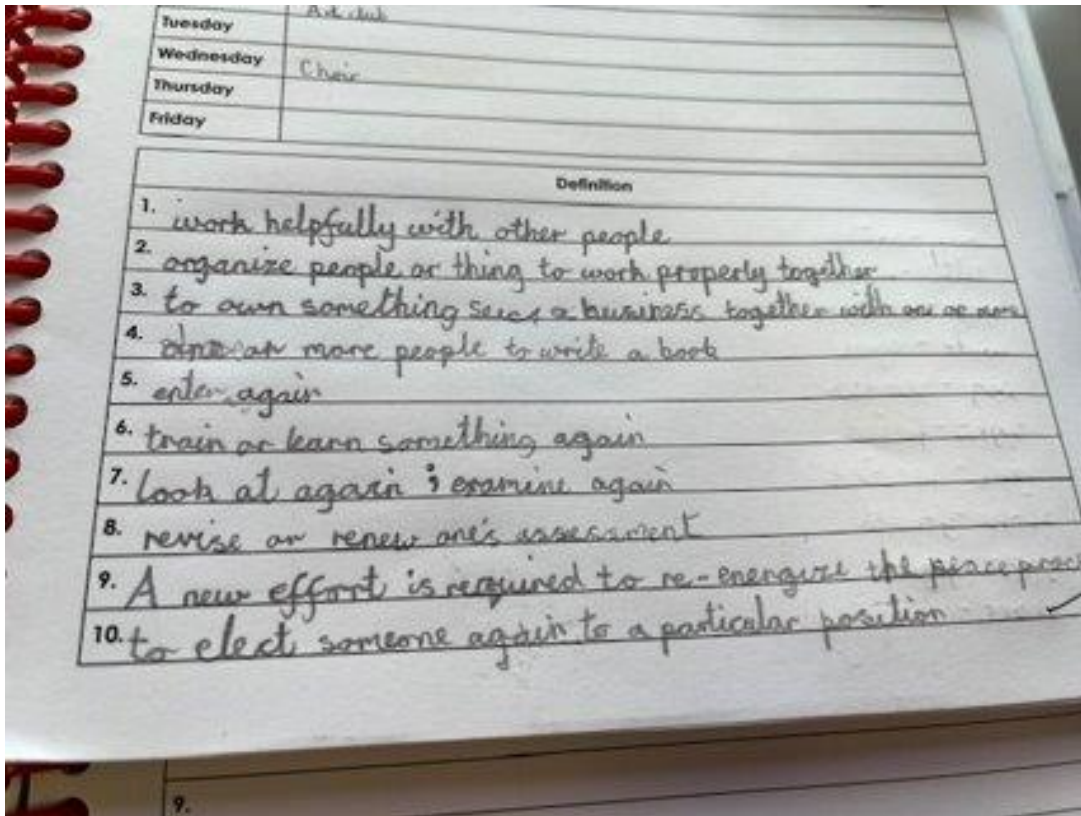 Tuesday Art club
Wednesday
Thursday Choir
Friday
Definition
1. work helpfully with other people
2. organize people or thing to work properly together
3. to own something a business together with one or more
4. or more people to write a book
5. enter again
6. train or learn something again
7. look at again ; examine again
8. revise or renew one's assessment
9. A new effort is required to re-energize the peace
10. to elect someone again to a particular position
9.